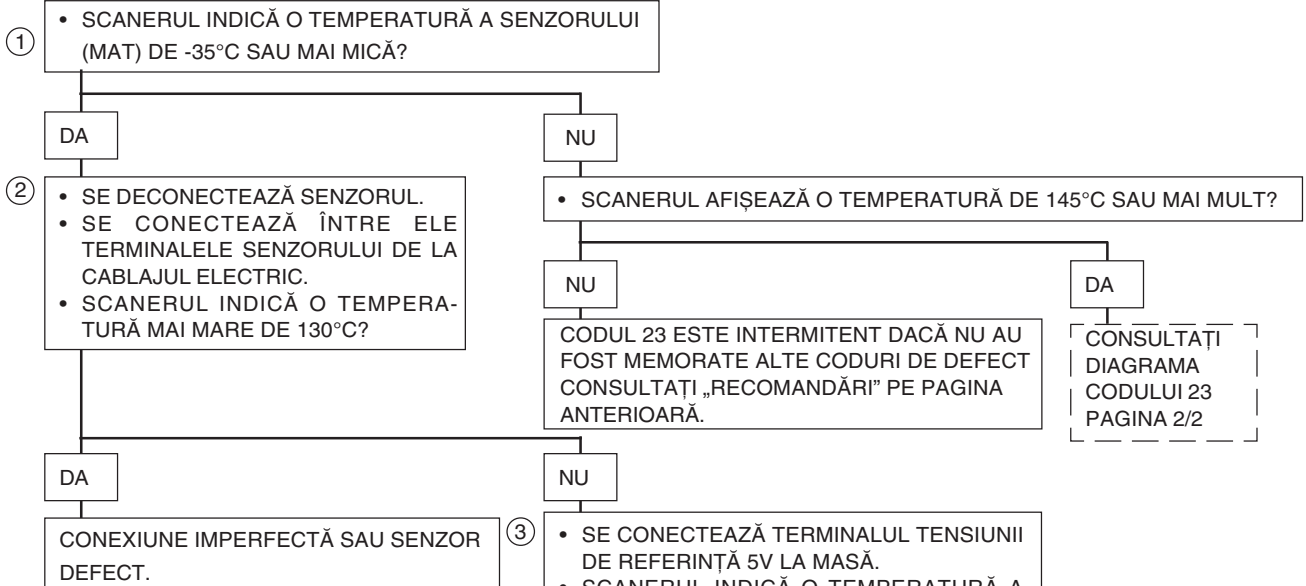 1
• SCANERUL INDICĂ O TEMPERATURĂ A SENZORULUI
(MAT) DE -35°C SAU MAI MICĂ?
DA
NU
2
• SE DECONECTEAZĂ SENZORUL.
• SE CONECTEAZĂ ÎNTRE ELE
TERMINALELE SENZORULUI DE LA
CABLAJUL ELECTRIC.
• SCANERUL INDICĂ O TEMPERA-
TURĂ MAI MARE DE 130°C?
• SCANERUL AFIȘEAZĂ O TEMPERATURĂ DE 145°C SAU MAI MULT?
NU
DA
CODUL 23 ESTE INTERMITENT DACĂ NU AU
FOST MEMORATE ALTE CODURI DE DEFECT
CONSULTAȚI „RECOMANDĂRI” PE PAGINA
ANTERIOARĂ.
CONSULTAȚI
DIAGRAMA
CODULUI 23
PAGINA 2/2
DA
NU
CONEXIUNE IMPERFECTĂ SAU SENZOR
DEFECT.
3
• SE CONECTEAZĂ TERMINALUL TENSIUNII
DE REFERINȚĂ 5V LA MASĂ.
• SCANERUL INDICĂ O TEMPERATURĂ A